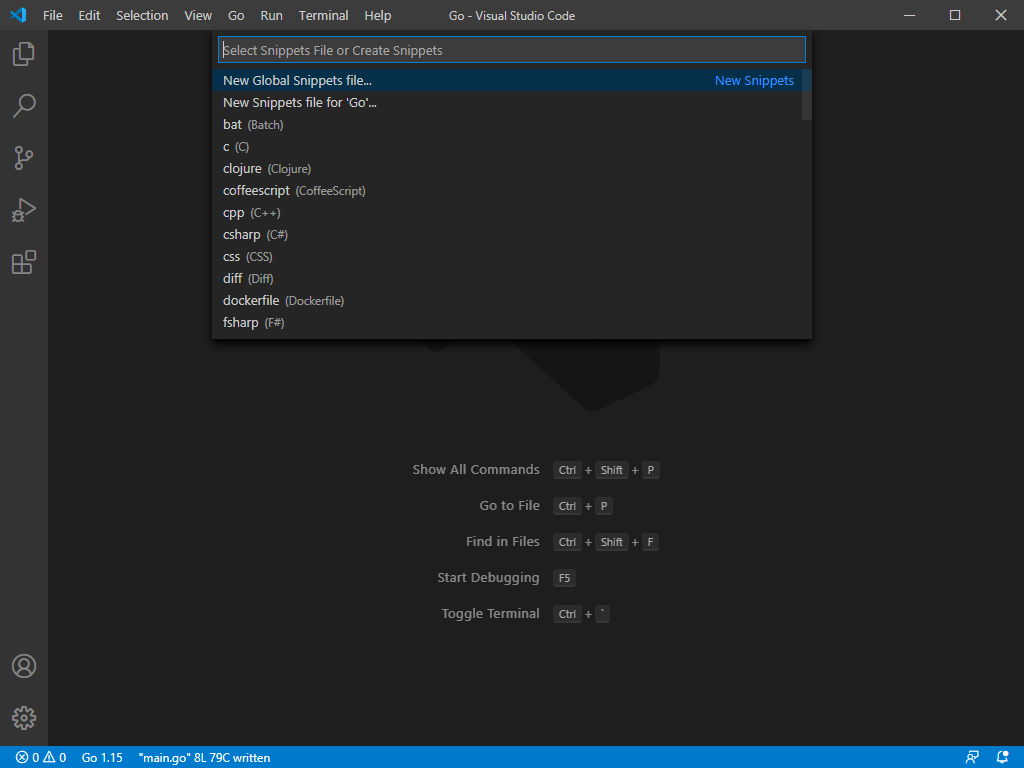 File Edit Selection View Go Run Terminal Help Go - Visual Studio Code
Select Snippets File or Create Snippets
New Global Snippets file... New Snippets
New Snippets file for 'Go'...
bat (Batch)
c (C)
clojure (Clojure)
coffeescript (CoffeeScript)
cpp (C++)
csharp (C#)
css (CSS)
diff (Diff)
dockerfile (Dockerfile)
fsharp (F#)
Show All Commands Ctrl + Shift + P
Go to File Ctrl + P
Find in Files Ctrl + Shift + F
Start Debugging F5
Toggle Terminal Ctrl + `
0 0 Go 1.15 "main.go" 8L 79C written